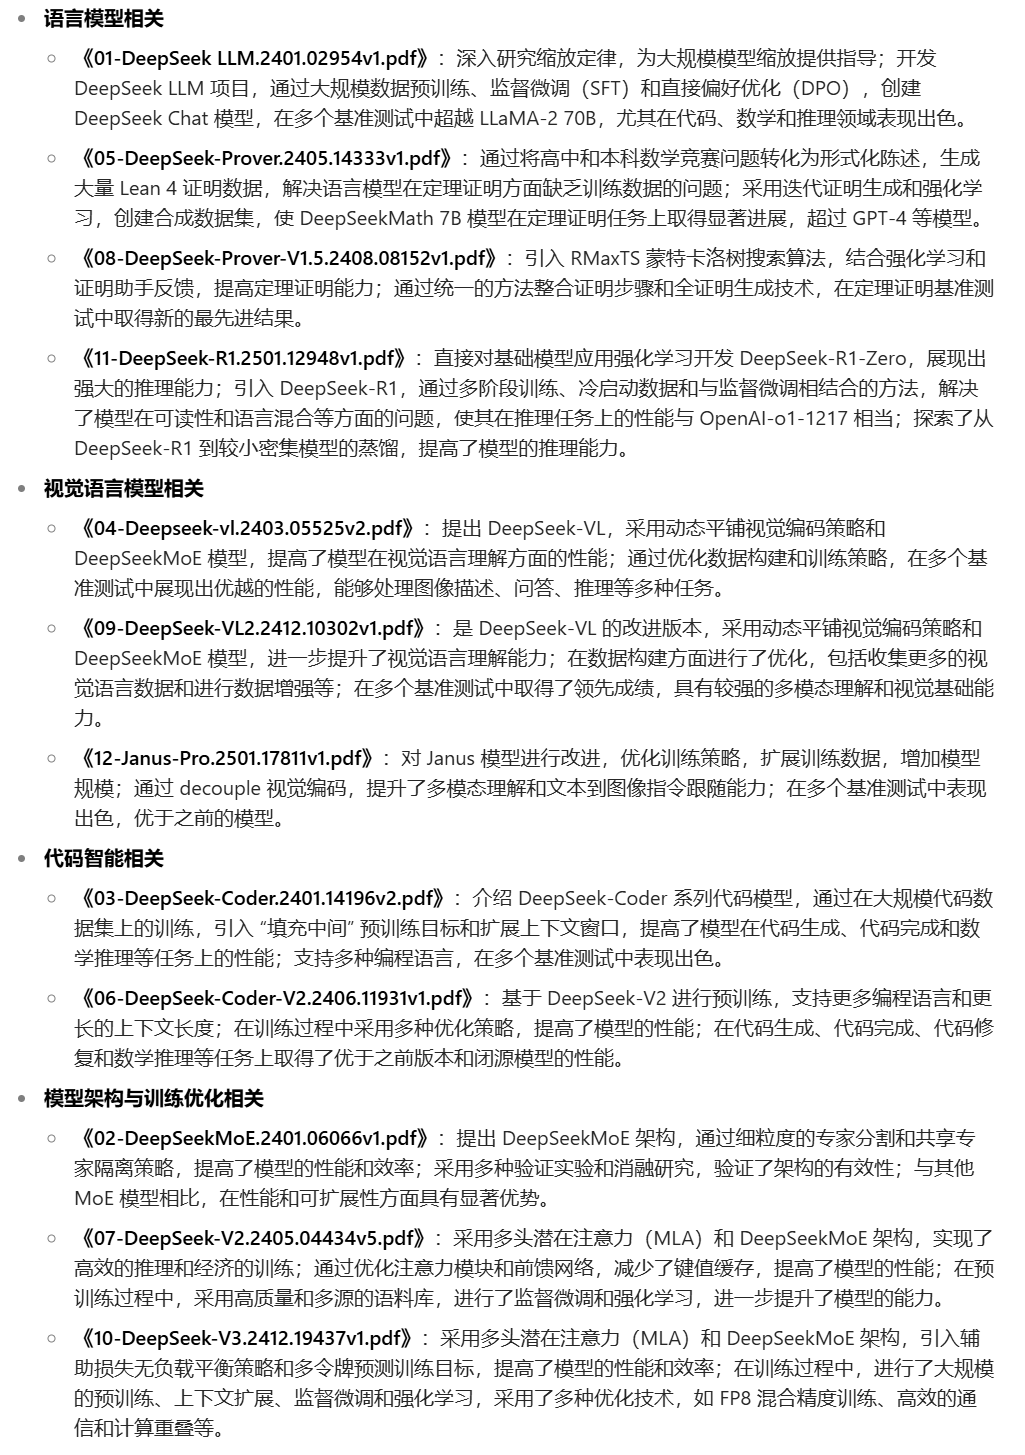 语言模型相关
《01-DeepSeek LLM.2401.02954v1.pdf》：深入研究缩放定律，为大规模模型缩放提供指导；开发
DeepSeek LLM 项目，通过大规模数据预训练、监督微调（SFT）和直接偏好优化（DPO），创建
DeepSeek Chat 模型，在多个基准测试中超越 LLaMA-2 70B，尤其在代码、数学和推理领域表现出色。
《05-DeepSeek-Prover.2405.14333v1.pdf》：通过将高中和本科数学竞赛问题转化为形式化陈述，生成
大量 Lean 4 证明数据，解决语言模型在定理证明方面缺乏训练数据的问题；采用迭代证明生成和强化学
习，创建合成数据集，使 DeepSeekMath 7B 模型在定理证明任务上取得显著进展，超过 GPT-4 等模型。
《08-DeepSeek-Prover-V1.5.2408.08152v1.pdf》：引入 RMaxTS 蒙特卡洛树搜索算法，结合强化学习和
证明助手反馈，提高定理证明能力；通过统一的方法整合证明步骤和全证明生成技术，在定理证明基准测
试中取得新的最先进结果。
《11-DeepSeek-R1.2501.12948v1.pdf》：直接对基础模型应用强化学习开发 DeepSeek-R1-Zero，展现出
强大的推理能力；引入 DeepSeek-R1，通过多阶段训练、冷启动数据和与监督微调相结合的方法，解决
了模型在可读性和语言混合等方面的问题，使其在推理任务上的性能与 OpenAI-o1-1217 相当；探索了从
DeepSeek-R1 到较小密集模型的蒸馏，提高了模型的推理能力。
视觉语言模型相关
《04-Deepseek-vl.2403.05525v2.pdf》：提出 DeepSeek-VL，采用动态平铺视觉编码策略和
DeepSeekMoE 模型，提高了模型在视觉语言理解方面的性能；通过优化数据构建和训练策略，在多个基
准测试中展现出优越的性能，能够处理图像描述、问答、推理等多种任务。
《09-DeepSeek-VL2.2412.10302v1.pdf》：是 DeepSeek-VL 的改进版本，采用动态平铺视觉编码策略和
DeepSeekMoE 模型，进一步提升了视觉语言理解能力；在数据构建方面进行了优化，包括收集更多的视
觉语言数据和进行数据增强等；在多个基准测试中取得了领先成绩，具有较强的多模态理解和视觉基础能
力。
《12-Janus-Pro.2501.17811v1.pdf》：对 Janus 模型进行改进，优化训练策略，扩展训练数据，增加模型
规模；通过 decouple 视觉编码，提升了多模态理解和文本到图像指令跟随能力；在多个基准测试中表现
出色，优于之前的模型。
代码智能相关
《03-DeepSeek-Coder.2401.14196v2.pdf》：介绍 DeepSeek-Coder 系列代码模型，通过在大规模代码数
据集上的训练，引入 “填充中间” 预训练目标和扩展上下文窗口，提高了模型在代码生成、代码完成和数
学推理等任务上的性能；支持多种编程语言，在多个基准测试中表现出色。
《06-DeepSeek-Coder-V2.2406.11931v1.pdf》：基于 DeepSeek-V2 进行预训练，支持更多编程语言和更
长的上下文长度；在训练过程中采用多种优化策略，提高了模型的性能；在代码生成、代码完成、代码修
复和数学推理等任务上取得了优于之前版本和闭源模型的性能。
模型架构与训练优化相关
《02-DeepSeekMoE.2401.06066v1.pdf》：提出 DeepSeekMoE 架构，通过细粒度的专家分割和共享专
家隔离策略，提高了模型的性能和效率；采用多种验证实验和消融研究，验证了架构的有效性；与其他
MoE 模型相比，在性能和可扩展性方面具有显著优势。
《07-DeepSeek-V2.2405.04434v5.pdf》：采用多头潜在注意力（MLA）和 DeepSeekMoE 架构，实现了
高效的推理和经济的训练；通过优化注意力模块和前馈网络，减少了键值缓存，提高了模型的性能；在预
训练过程中，采用高质量和多源的语料库，进行了监督微调和强化学习，进一步提升了模型的能力。
《10-DeepSeek-V3.2412.19437v1.pdf》：采用多头潜在注意力（MLA）和 DeepSeekMoE 架构，引入辅
助损失无负载平衡策略和多令牌预测训练目标，提高了模型的性能和效率；在训练过程中，进行了大规模
的预训练、上下文扩展、监督微调和强化学习，采用了多种优化技术，如 FP8 混合精度训练、高效的通
信和计算重叠等。